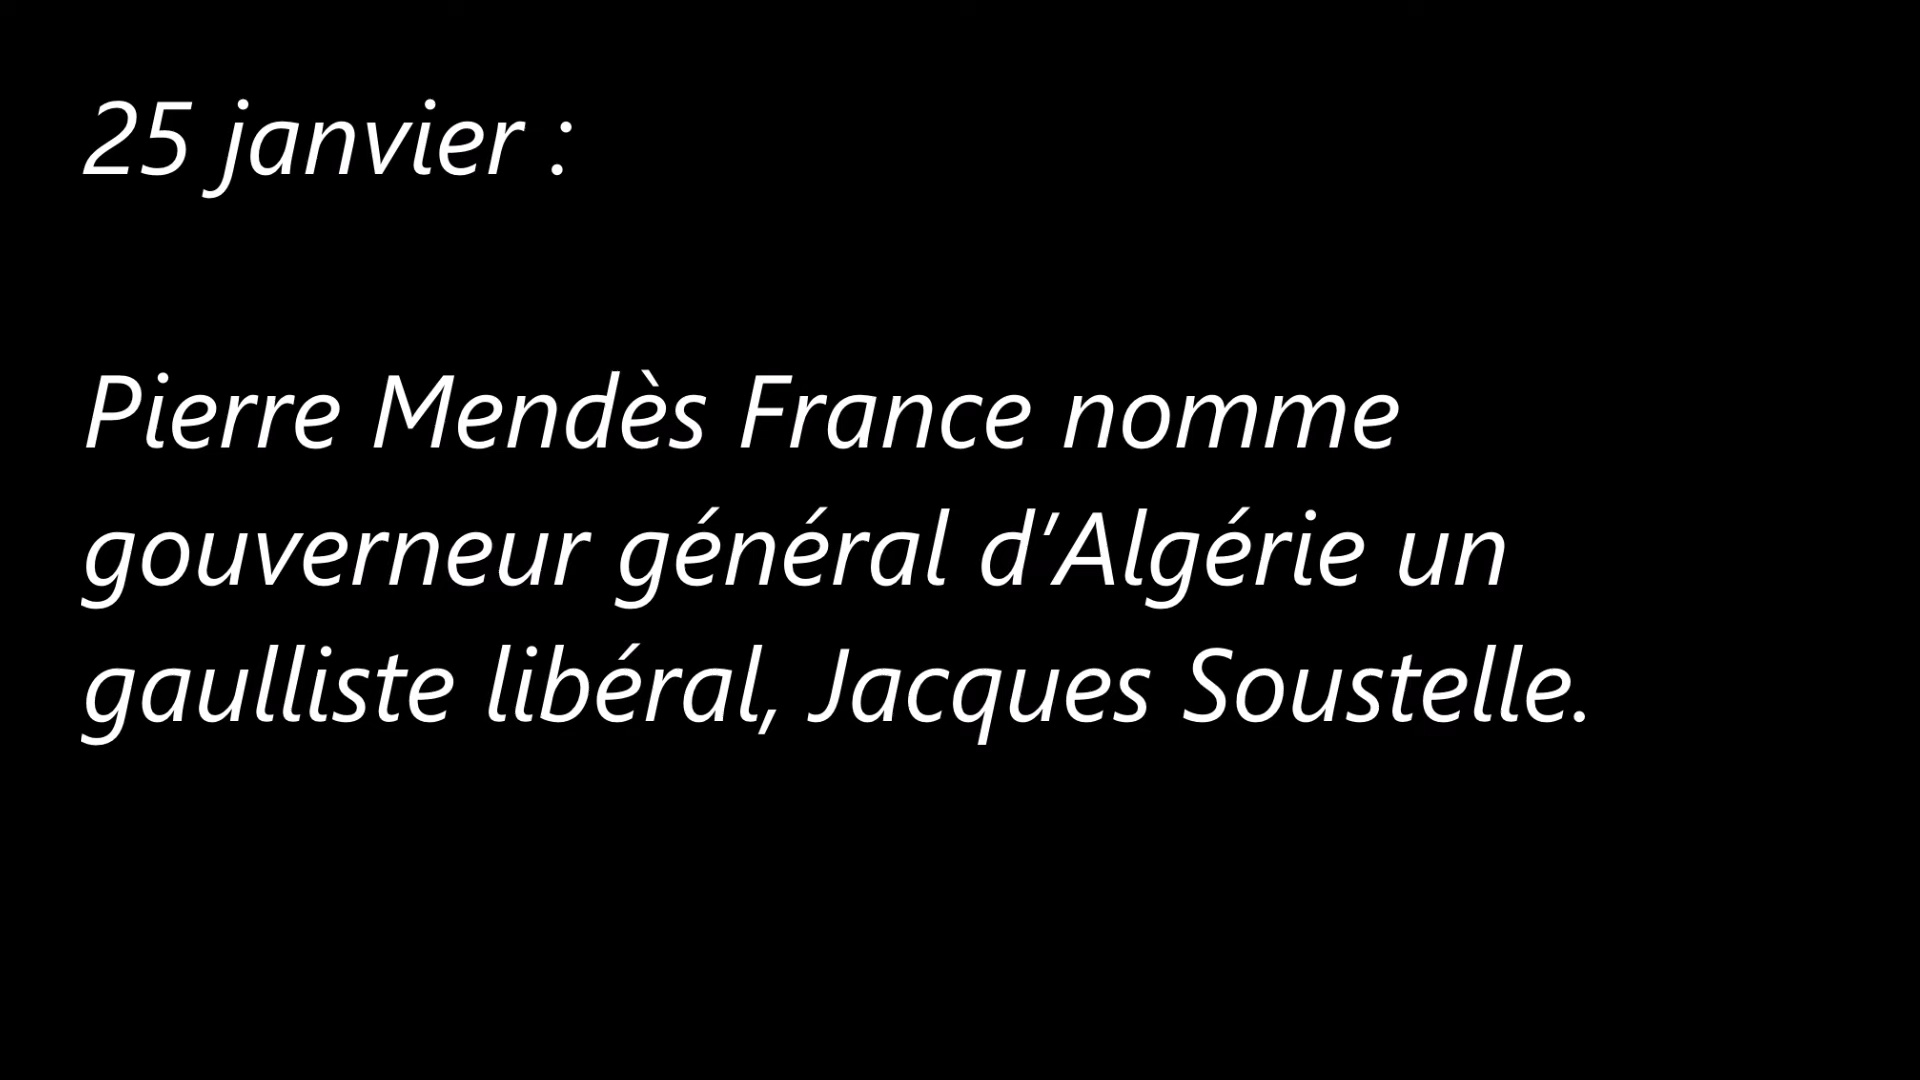 25 janvier :
Pierre Mendès France nomme
gouverneur général d’Algérie un
gaulliste libéral, Jacques Soustelle.